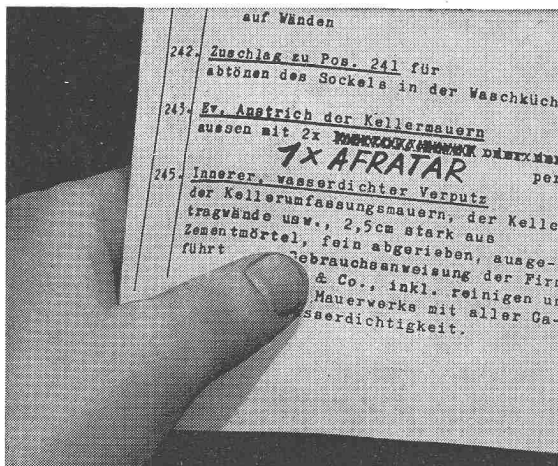 auf Wänden
242. Zuschlag zu Pos. 241 für
abtönen des Sockels in der Waschküch
243. Ev. Anstrich der Kellermauern
aussen mit 2x
1x AFRATAR per
245. Innerer, wasserdichter Verputz
der Kellerumfassungsmauern, der Kelle
tragwände usw., 2,5cm stark aus
Zementmörtel, fein abgerieben, ausge-
führt Gebrauchsanweisung der Firm
& Co., inkl. reinigen un
Mauerwerks mit aller Ga-
sserdichtigkeit.